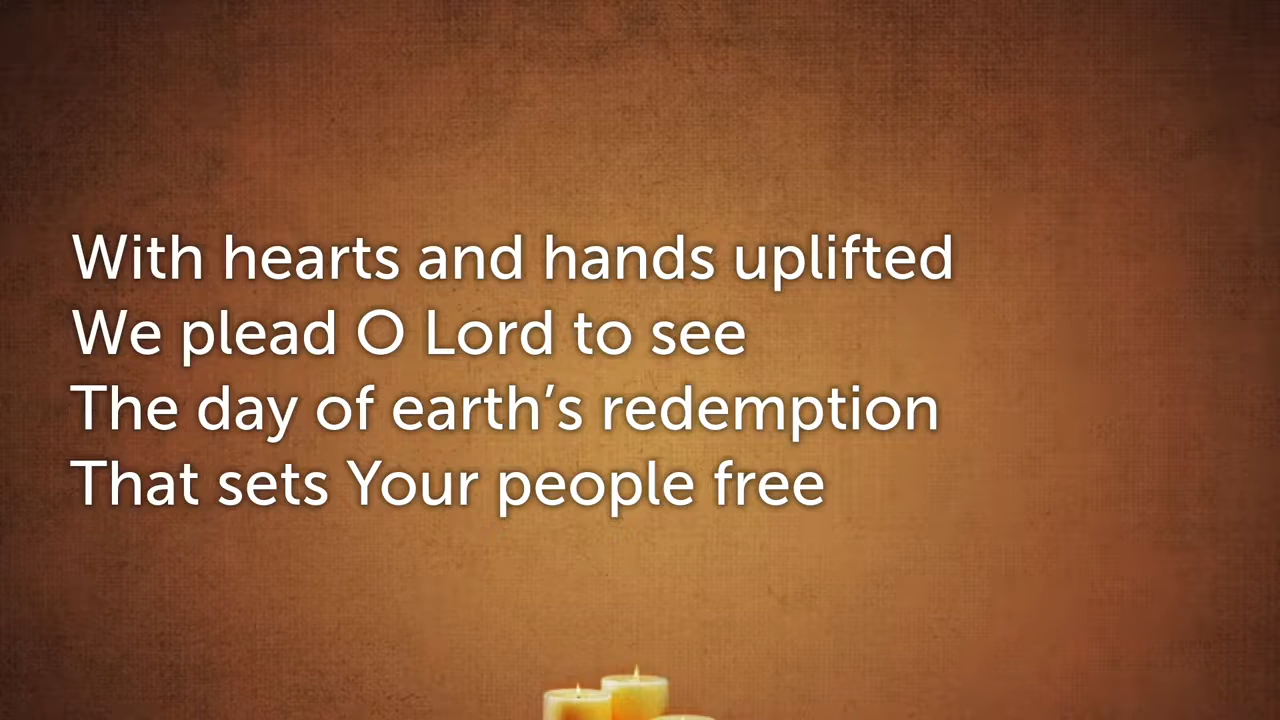 With hearts and hands uplifted
We plead O Lord to see
The day of earth’s redemption
That sets Your people free